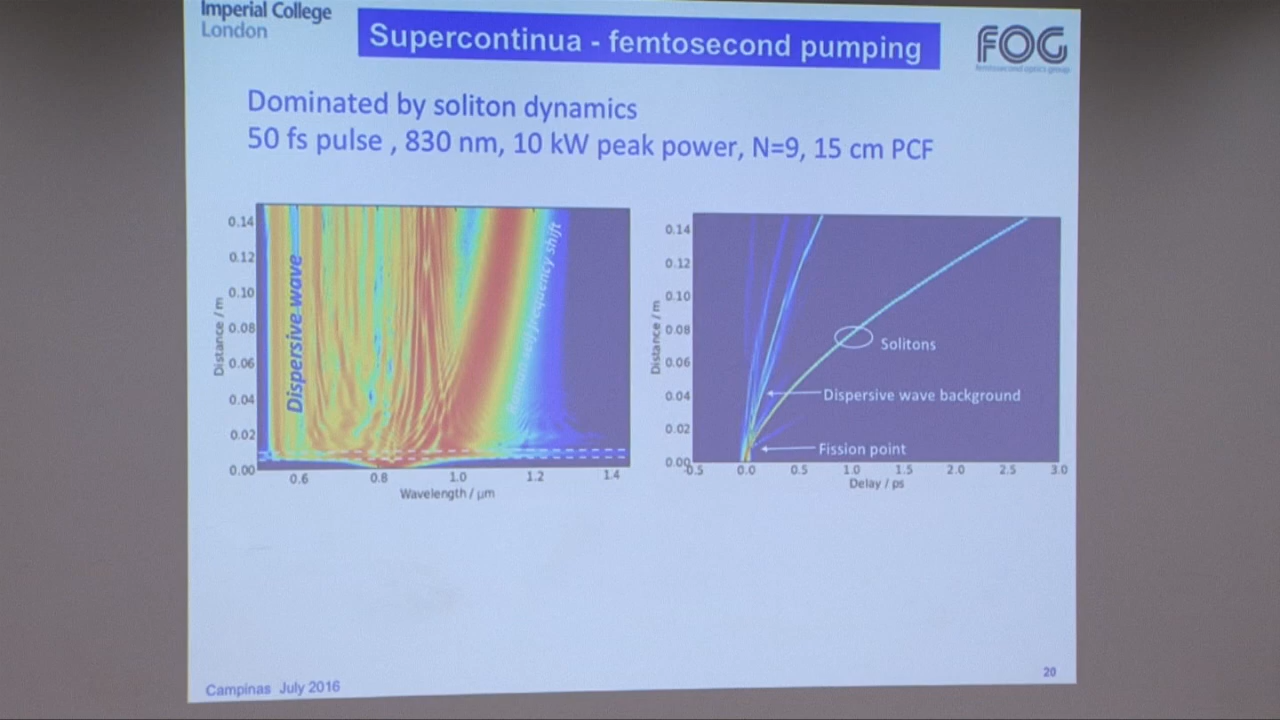 Imperial College
London
Supercontinua - femtosecond pumping
FOG
femtosecond optics group
Dominated by soliton dynamics
50 fs pulse , 830 nm, 10 kW peak power, N=9, 15 cm PCF
0.14
0.12
0.10
0.08
0.06
0.04
0.02
0.00
Distance / m
Dispersive wave
Raman self frequency shift
0.6
0.8
1.0
1.2
1.4
Wavelength / μm
0.14
0.12
0.10
0.08
0.06
0.04
0.02
0.00
Distance / m
Solitons
Dispersive wave background
Fission point
-0.5
0.0
0.5
1.0
1.5
2.0
2.5
3.0
Delay / ps
Campinas July 2016
20